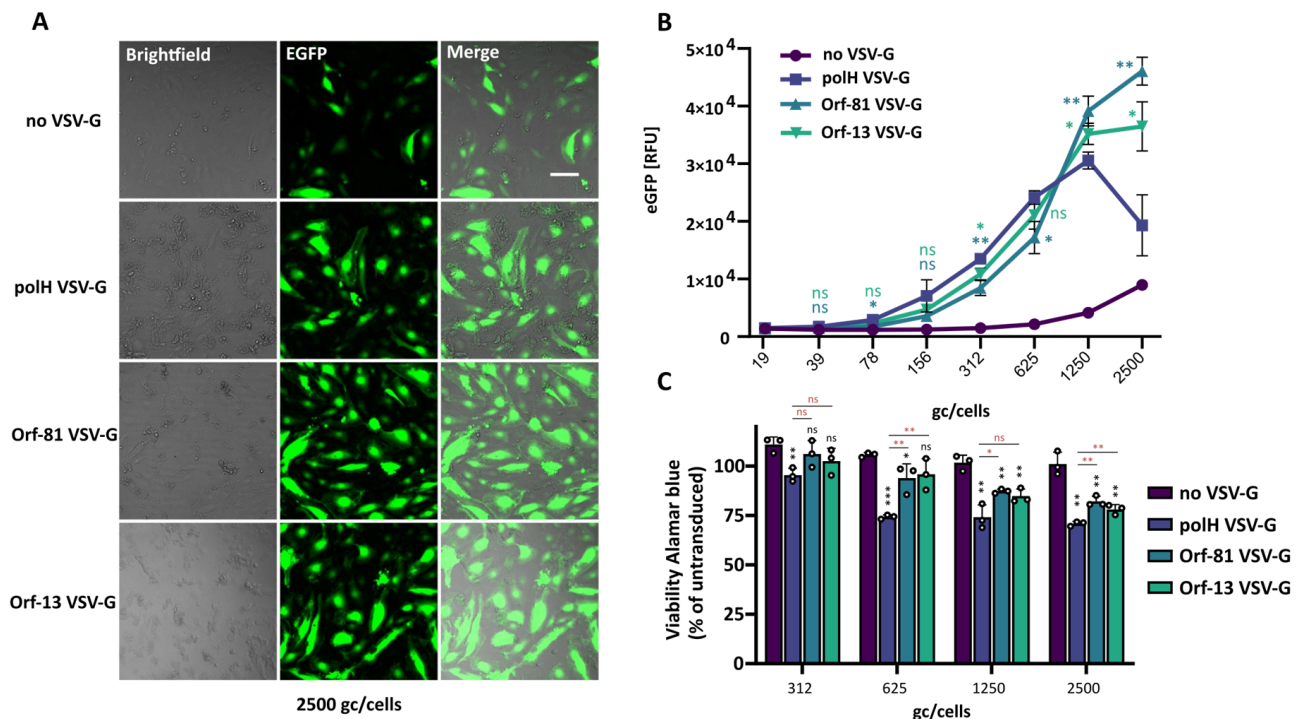 A
Brightfield
EGFP
Merge
no VSV-G
polH VSV-G
Orf-81 VSV-G
Orf-13 VSV-G
2500 gc/cells
B
no VSV-G
polH VSV-G
Orf-81 VSV-G
Orf-13 VSV-G
eGFP [RFU]
5×10⁴
4×10⁴
3×10⁴
2×10⁴
1×10⁴
0
ns
ns
ns
*
ns
ns
*
**
ns
*
**
*
**
*
19
39
78
156
312
625
1250
2500
gc/cells
C
Viability Alamar blue
(% of untransduced)
100
75
50
25
0
ns
ns
**
ns
ns
**
**
***
*
ns
ns
*
**
**
**
**
**
**
**
**
312
625
1250
2500
gc/cells
no VSV-G
polH VSV-G
Orf-81 VSV-G
Orf-13 VSV-G